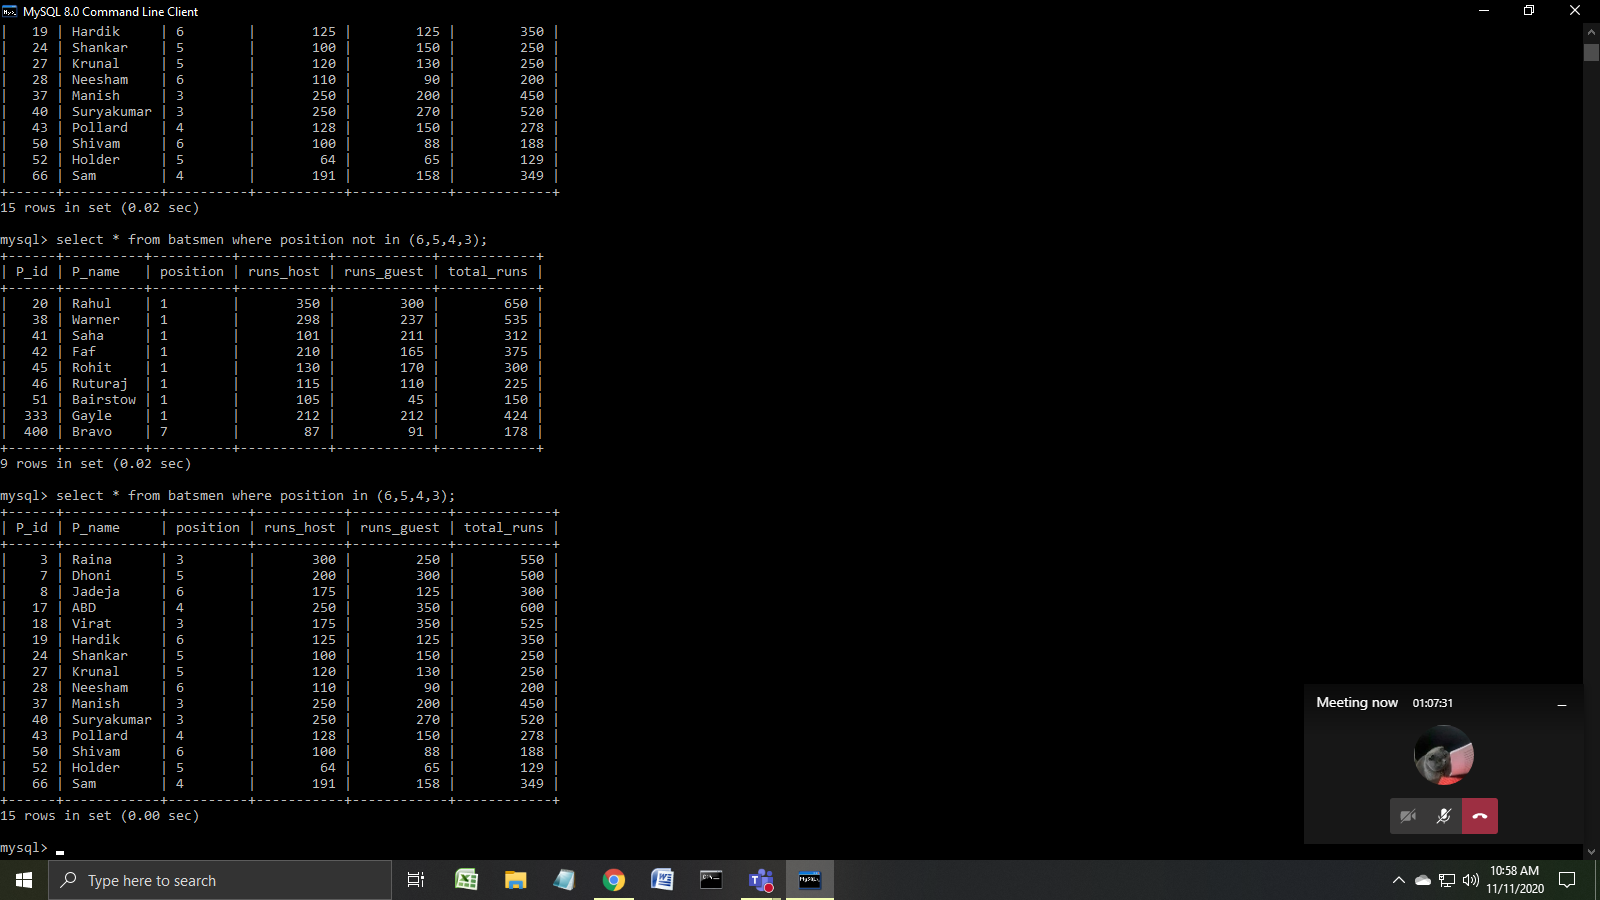 MySQL 8.0 Command Line Client
| 19 | Hardik | 6 | 125 | 125 | 350 |
| 24 | Shankar | 5 | 100 | 150 | 250 |
| 27 | Krunal | 5 | 120 | 130 | 250 |
| 28 | Neesham | 6 | 110 | 90 | 200 |
| 37 | Manish | 3 | 250 | 200 | 450 |
| 40 | Suryakumar | 3 | 250 | 270 | 520 |
| 43 | Pollard | 4 | 128 | 150 | 278 |
| 50 | Shivam | 6 | 100 | 88 | 188 |
| 52 | Holder | 5 | 64 | 65 | 129 |
| 66 | Sam | 4 | 191 | 158 | 349 |
+------+------------+----------+-----------+------------+------------+
15 rows in set (0.02 sec)
mysql> select * from batsmen where position not in (6,5,4,3);
+------+----------+----------+-----------+------------+------------+
| P_id | P_name | position | runs_host | runs_guest | total_runs |
+------+----------+----------+-----------+------------+------------+
| 20 | Rahul | 1 | 350 | 300 | 650 |
| 38 | Warner | 1 | 298 | 237 | 535 |
| 41 | Saha | 1 | 101 | 211 | 312 |
| 42 | Faf | 1 | 210 | 165 | 375 |
| 45 | Rohit | 1 | 130 | 170 | 300 |
| 46 | Ruturaj | 1 | 115 | 110 | 225 |
| 51 | Bairstow | 1 | 105 | 45 | 150 |
| 333 | Gayle | 1 | 212 | 212 | 424 |
| 400 | Bravo | 7 | 87 | 91 | 178 |
+------+----------+----------+-----------+------------+------------+
9 rows in set (0.02 sec)
mysql> select * from batsmen where position in (6,5,4,3);
+------+------------+----------+-----------+------------+------------+
| P_id | P_name | position | runs_host | runs_guest | total_runs |
+------+------------+----------+-----------+------------+------------+
| 3 | Raina | 3 | 300 | 250 | 550 |
| 7 | Dhoni | 5 | 200 | 300 | 500 |
| 8 | Jadeja | 6 | 175 | 125 | 300 |
| 17 | ABD | 4 | 250 | 350 | 600 |
| 18 | Virat | 3 | 175 | 350 | 525 |
| 19 | Hardik | 6 | 125 | 125 | 350 |
| 24 | Shankar | 5 | 100 | 150 | 250 |
| 27 | Krunal | 5 | 120 | 130 | 250 |
| 28 | Neesham | 6 | 110 | 90 | 200 |
| 37 | Manish | 3 | 250 | 200 | 450 |
| 40 | Suryakumar | 3 | 250 | 270 | 520 |
| 43 | Pollard | 4 | 128 | 150 | 278 |
| 50 | Shivam | 6 | 100 | 88 | 188 |
| 52 | Holder | 5 | 64 | 65 | 129 |
| 66 | Sam | 4 | 191 | 158 | 349 |
+------+------------+----------+-----------+------------+------------+
15 rows in set (0.00 sec)
mysql> _
Meeting now 01:07:31
Type here to search
10:58 AM
11/11/2020